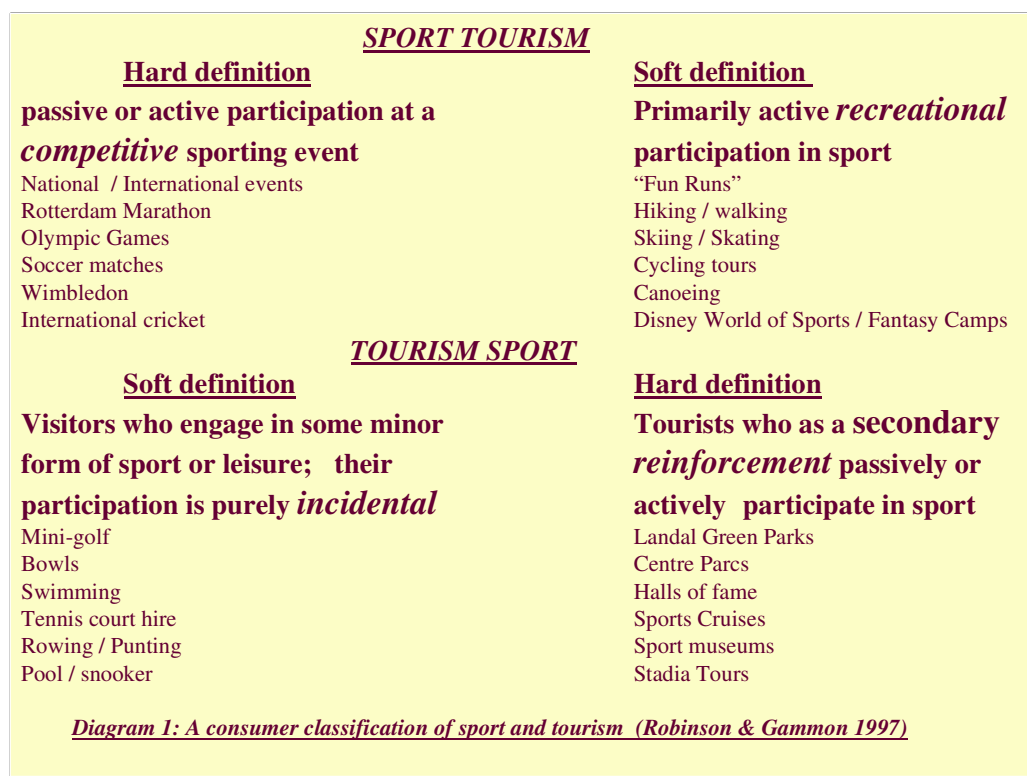 SPORT TOURISM
Hard definition
passive or active participation at a
competitive sporting event
National / International events
Rotterdam Marathon
Olympic Games
Soccer matches
Wimbledon
International cricket
Soft definition
Primarily active recreational
participation in sport
“Fun Runs”
Hiking / walking
Skiing / Skating
Cycling tours
Canoeing
Disney World of Sports / Fantasy Camps
TOURISM SPORT
Soft definition
Visitors who engage in some minor
form of sport or leisure; their
participation is purely incidental
Mini-golf
Bowls
Swimming
Tennis court hire
Rowing / Punting
Pool / snooker
Hard definition
Tourists who as a secondary
reinforcement passively or
actively participate in sport
Landal Green Parks
Centre Parcs
Halls of fame
Sports Cruises
Sport museums
Stadia Tours
Diagram 1: A consumer classification of sport and tourism (Robinson & Gammon 1997)